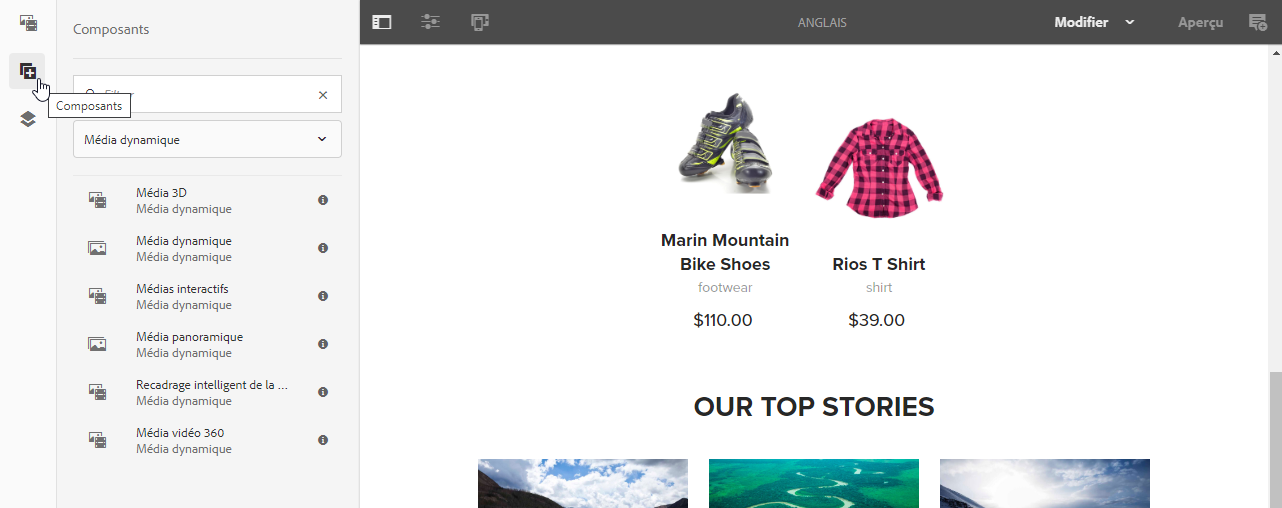 Composants
ANGLAIS
Modifier
Aperçu
Composants
Média dynamique
Média 3D
Média dynamique
Média dynamique
Média dynamique
Médias interactifs
Média dynamique
Média panoramique
Média dynamique
Recadrage intelligent de la ...
Média dynamique
Média vidéo 360
Média dynamique
Marin Mountain
Bike Shoes
footwear
$110.00
Rios T Shirt
shirt
$39.00
OUR TOP STORIES